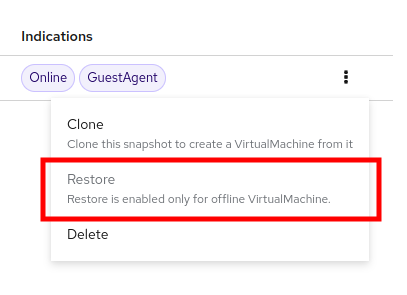 Indications
Online GuestAgent
Clone
Clone this snapshot to create a VirtualMachine from it
Restore
Restore is enabled only for offline VirtualMachine.
Delete